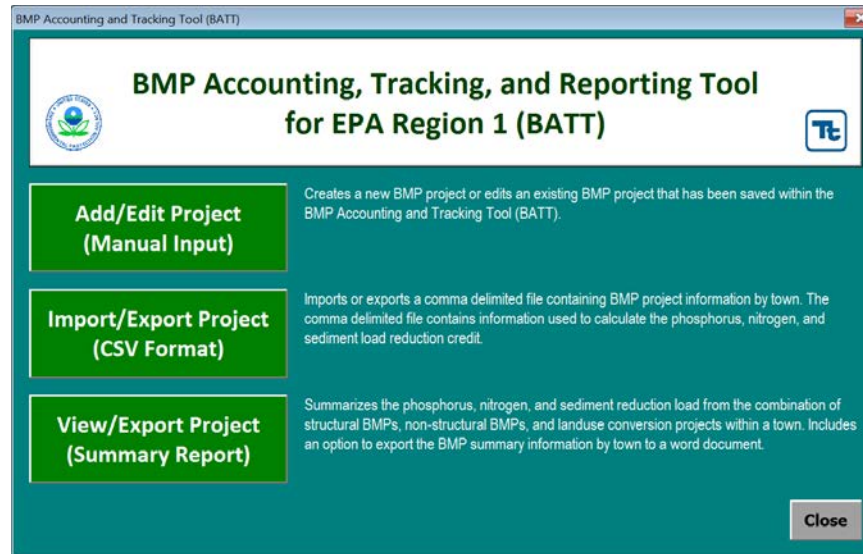 BMP Accounting and Tracking Tool (BATT)
BMP Accounting, Tracking, and Reporting Tool
for EPA Region 1 (BATT)
Tt
Add/Edit Project
(Manual Input)
Creates a new BMP project or edits an existing BMP project that has been saved within the
BMP Accounting and Tracking Tool (BATT).
Import/Export Project
(CSV Format)
Imports or exports a comma delimited file containing BMP project information by town. The
comma delimited file contains information used to calculate the phosphorus, nitrogen, and
sediment load reduction credit.
View/Export Project
(Summary Report)
Summarizes the phosphorus, nitrogen, and sediment reduction load from the combination of
structural BMPs, non-structural BMPs, and landuse conversion projects within a town. Includes
an option to export the BMP summary information by town to a word document.
Close